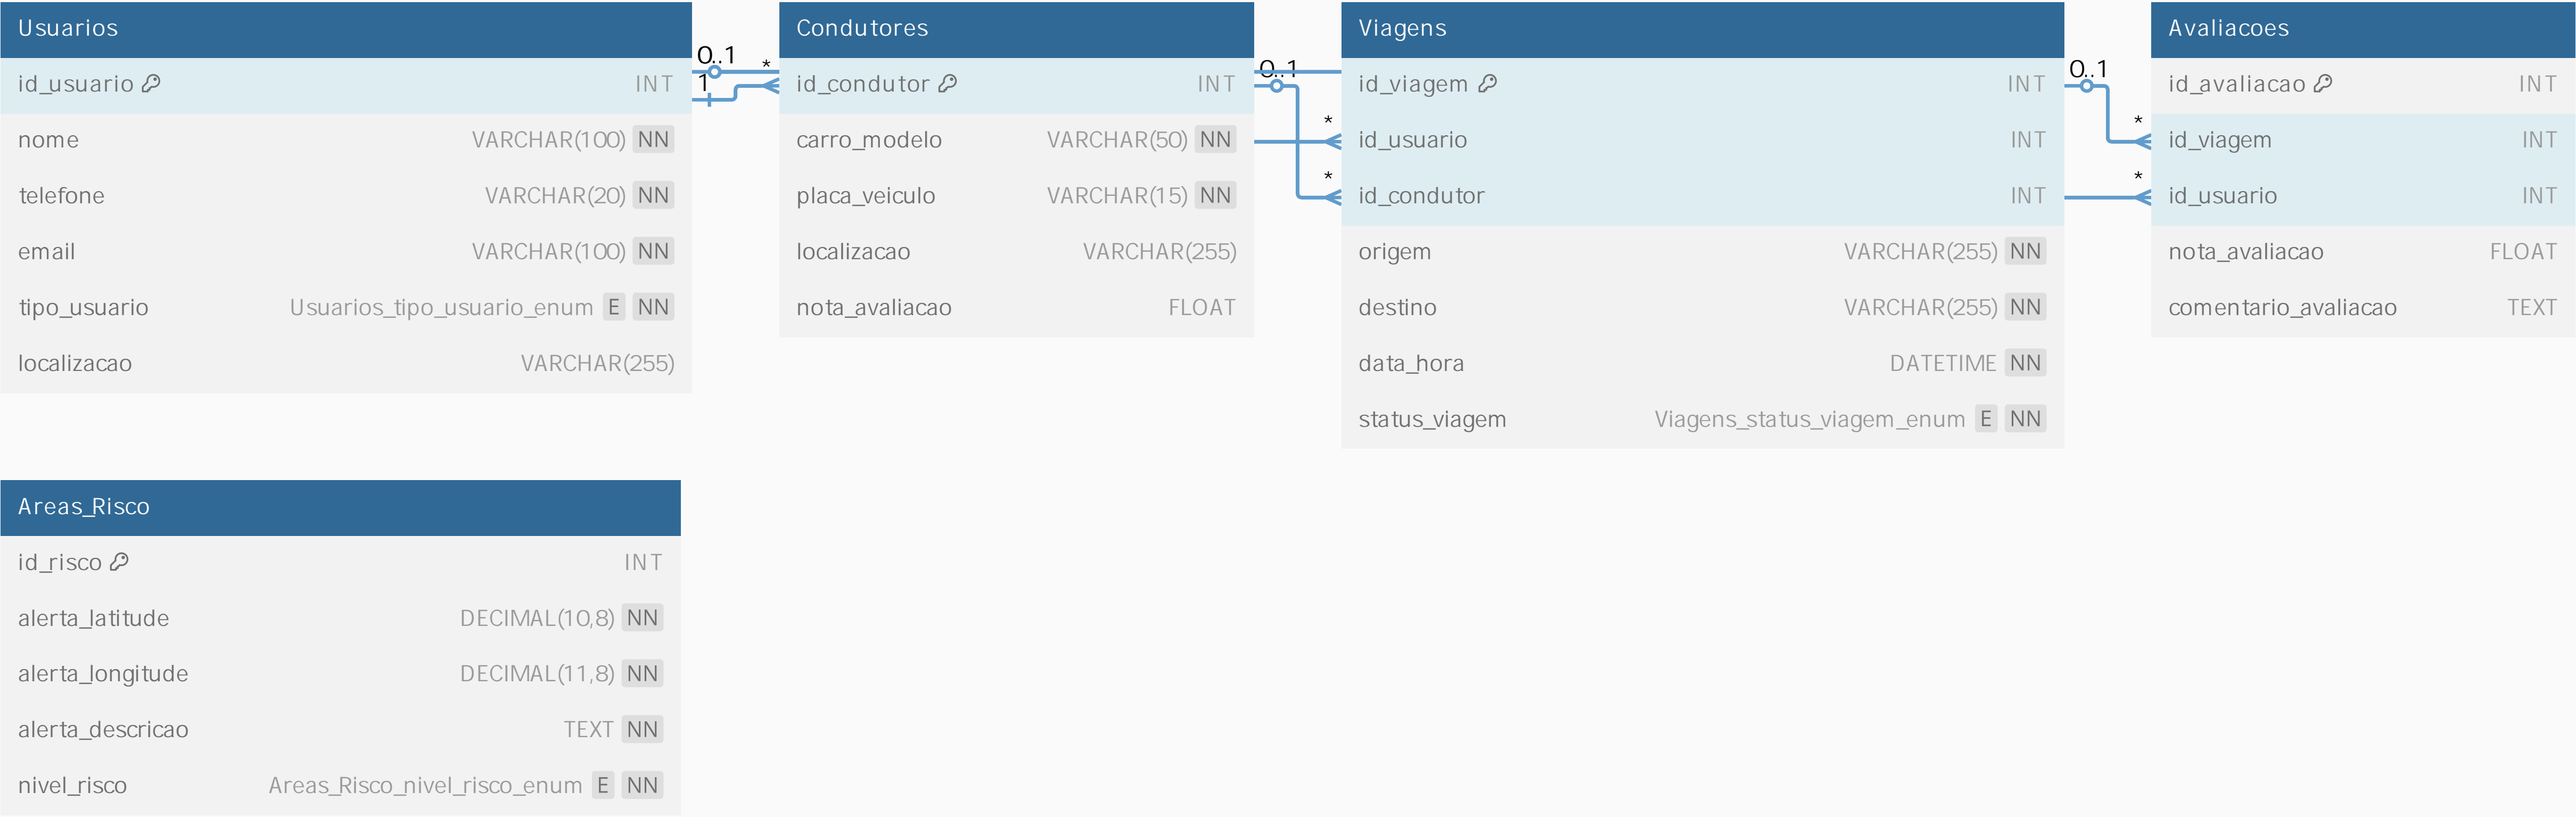 Usuarios
id_usuario INT
nome VARCHAR(100) NN
telefone VARCHAR(20) NN
email VARCHAR(100) NN
tipo_usuario Usuarios_tipo_usuario_enum E NN
localizacao VARCHAR(255)
0..1 *
1
Condutores
id_condutor INT
carro_modelo VARCHAR(50) NN
placa_veiculo VARCHAR(15) NN
localizacao VARCHAR(255)
nota_avaliacao FLOAT
0..1
*
*
Viagens
id_viagem INT
id_usuario INT
id_condutor INT
origem VARCHAR(255) NN
destino VARCHAR(255) NN
data_hora DATETIME NN
status_viagem Viagens_status_viagem_enum E NN
0..1
*
*
Avaliacoes
id_avaliacao INT
id_viagem INT
id_usuario INT
nota_avaliacao FLOAT
comentario_avaliacao TEXT
Areas_Risco
id_risco INT
alerta_latitude DECIMAL(10,8) NN
alerta_longitude DECIMAL(11,8) NN
alerta_descricao TEXT NN
nivel_risco Areas_Risco_nivel_risco_enum E NN